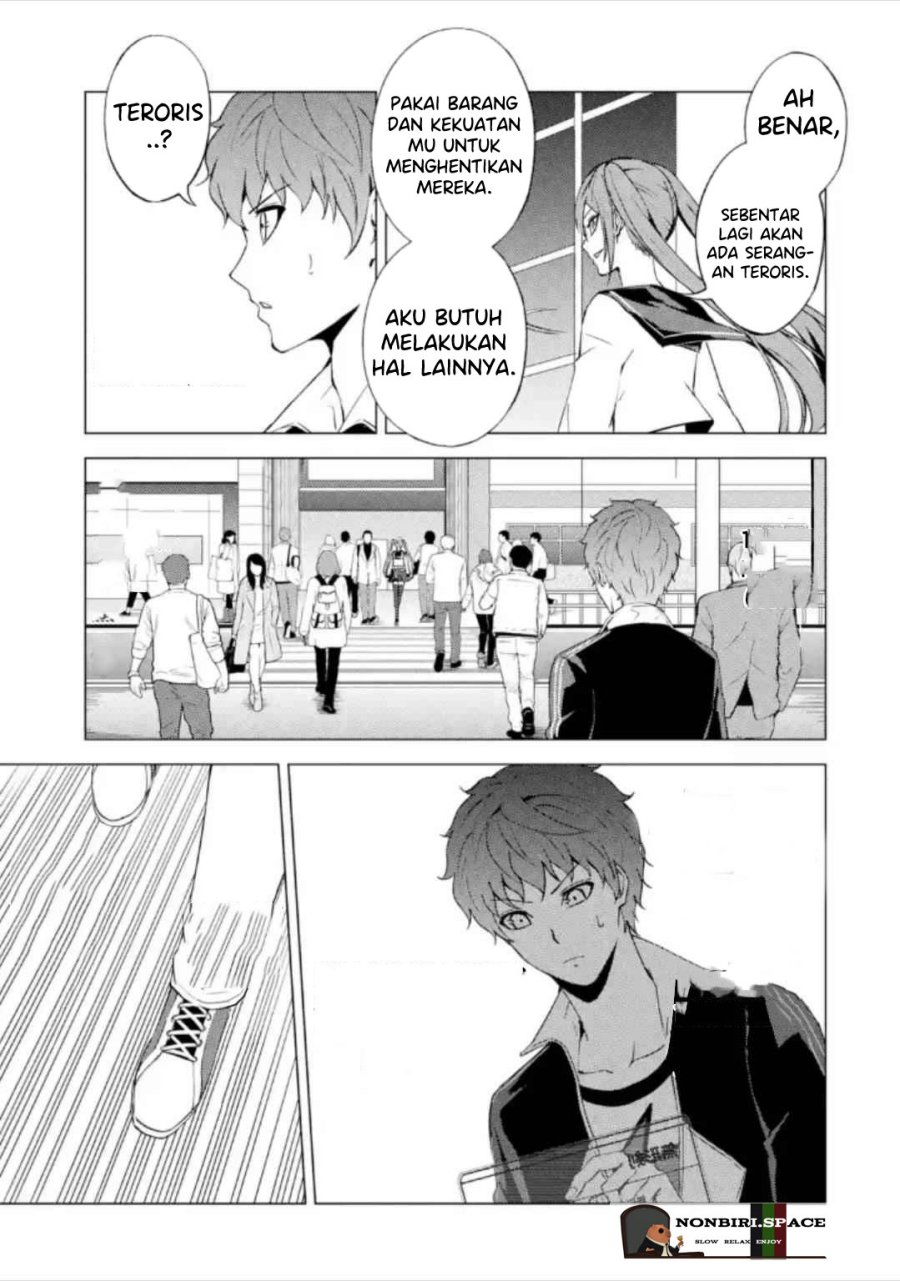 AH
BENAR,
SEBENTAR
LAGI AKAN
ADA SERANG-
AN TERORIS.
PAKAI BARANG
DAN KEKUATAN
MU UNTUK
MENGHENTIKAN
MEREKA.
AKU BUTUH
MELAKUKAN
HAL LAINNYA.
TERORIS
..?
NONBIRI.SPACE
SLOW RELAX ENJOY